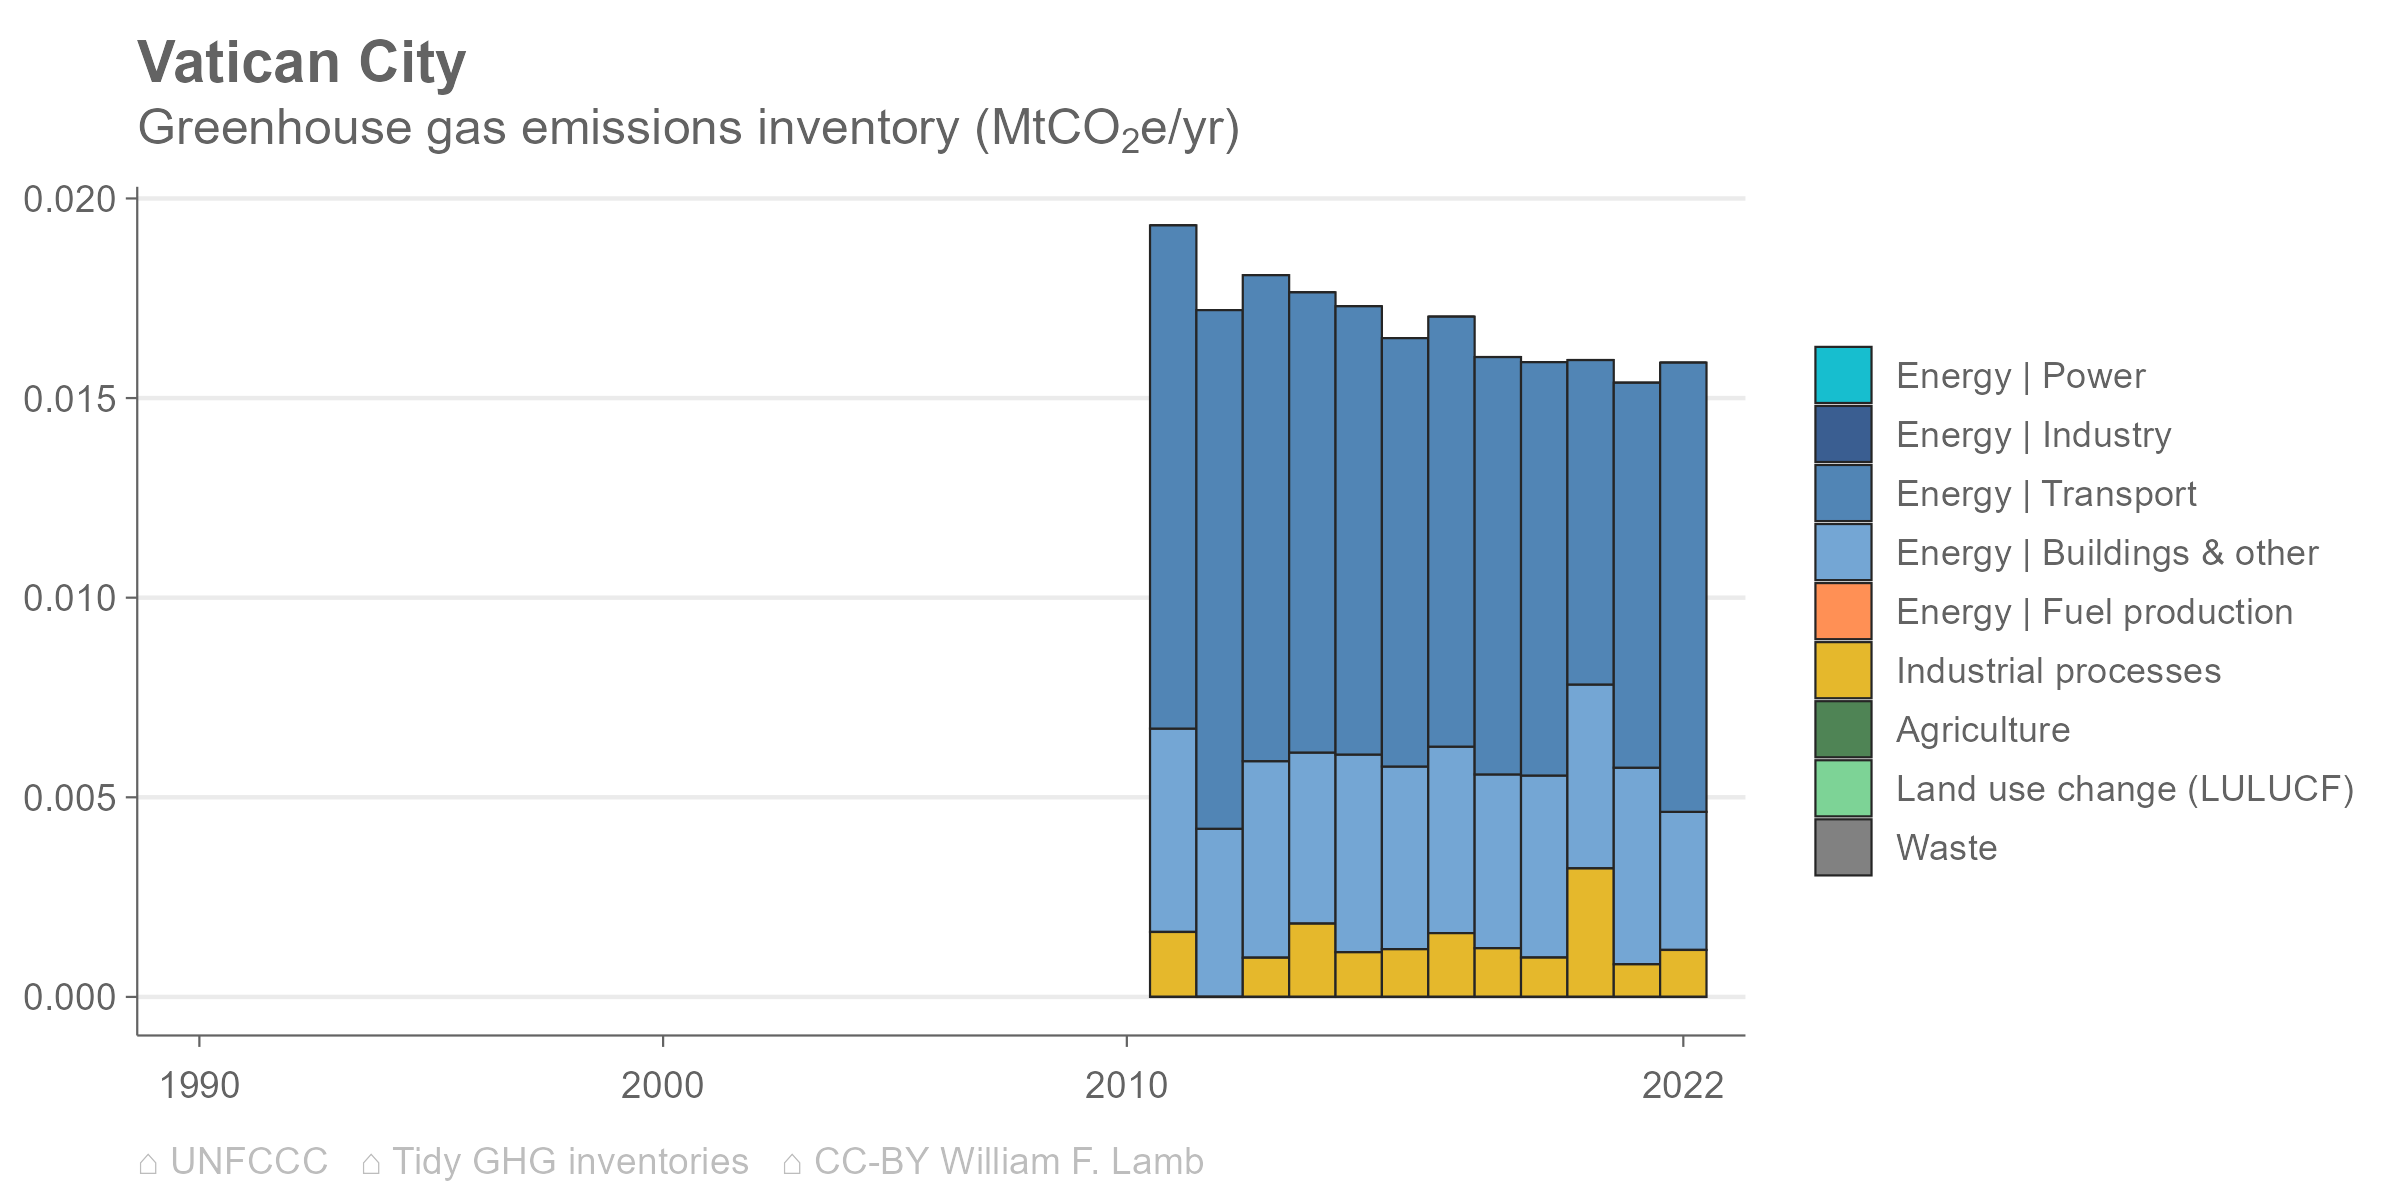 Vatican City
Greenhouse gas emissions inventory (MtCO₂e/yr)
0.020
0.015
0.010
0.005
0.000
1990
2000
2010
2022
Energy | Power
Energy | Industry
Energy | Transport
Energy | Buildings & other
Energy | Fuel production
Industrial processes
Agriculture
Land use change (LULUCF)
Waste
⌂ UNFCCC ⌂ Tidy GHG inventories ⌂ CC-BY William F. Lamb